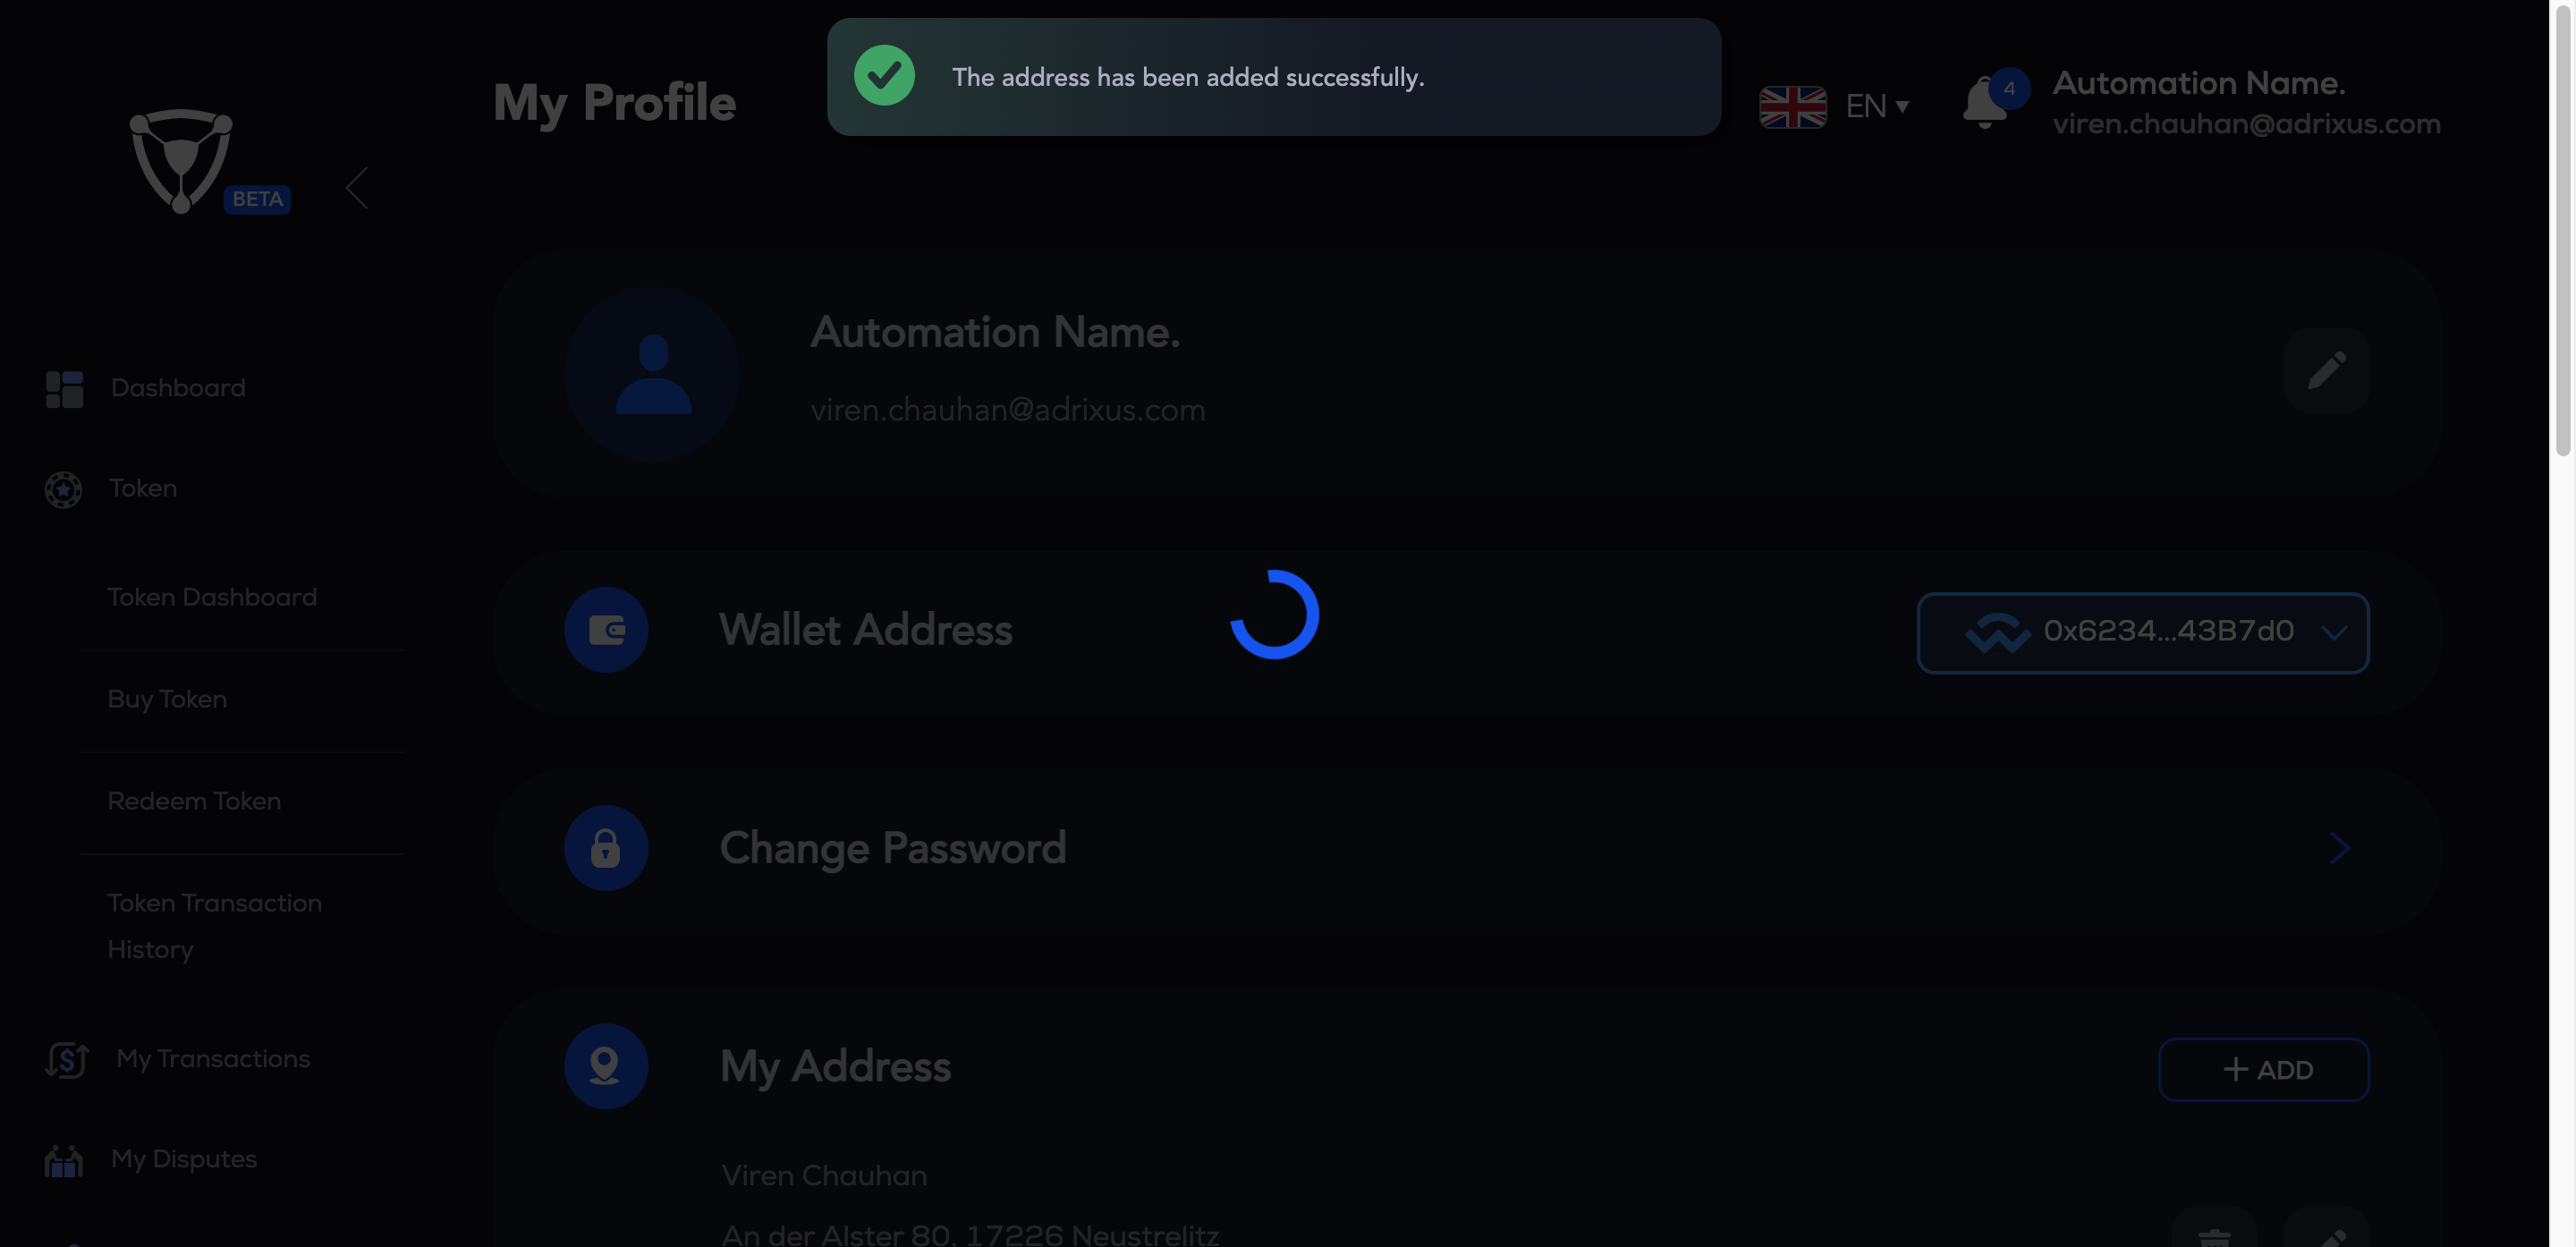 The address has been added successfully.
My Profile
EN
4
Automation Name.
viren.chauhan@adrixus.com
BETA
Automation Name.
viren.chauhan@adrixus.com
Dashboard
Token
Token Dashboard
Buy Token
Redeem Token
Token Transaction
History
My Transactions
My Disputes
Wallet Address
0x6234...43B7d0
Change Password
My Address
+ ADD
Viren Chauhan
An der Alster 80, 17226 Neustrelitz